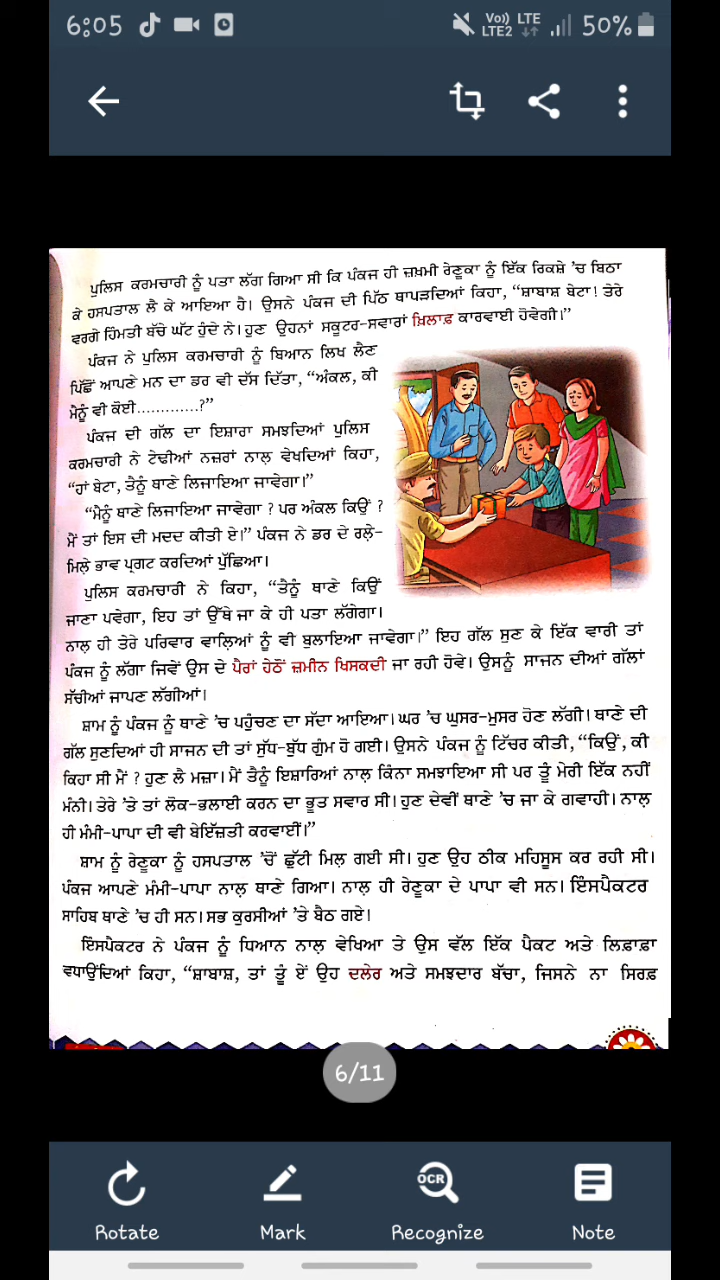 6:05
Vo)) LTE
LTE2
50%
ਪੁਲਿਸ ਕਰਮਚਾਰੀ ਨੂੰ ਪਤਾ ਲੱਗ ਗਿਆ ਸੀ ਕਿ ਪੰਕਜ ਹੀ ਜ਼ਖ਼ਮੀ ਰੇਣੂਕਾ ਨੂੰ ਇੱਕ ਰਿਕਸ਼ੇ 'ਚ ਬਿਠਾ
ਕੇ ਹਸਪਤਾਲ ਲੈ ਕੇ ਆਇਆ ਹੈ। ਉਸਨੇ ਪੰਕਜ ਦੀ ਪਿੱਠ ਥਾਪੜਦਿਆਂ ਕਿਹਾ, “ਸ਼ਾਬਾਸ਼ ਬੇਟਾ! ਤੇਰੇ
ਵਰਗੇ ਹਿੰਮਤੀ ਬੱਚੇ ਘੱਟ ਹੁੰਦੇ ਨੇ। ਹੁਣ ਉਹਨਾਂ ਸਕੂਟਰ-ਸਵਾਰਾਂ ਖ਼ਿਲਾਫ਼ ਕਾਰਵਾਈ ਹੋਵੇਗੀ।”
ਪੰਕਜ ਨੇ ਪੁਲਿਸ ਕਰਮਚਾਰੀ ਨੂੰ ਬਿਆਨ ਲਿਖ ਲੈਣ
ਪਿੱਛੋਂ ਆਪਣੇ ਮਨ ਦਾ ਡਰ ਵੀ ਦੱਸ ਦਿੱਤਾ, “ਅੰਕਲ, ਕੀ
ਮੈਨੂੰ ਵੀ ਕੋਈ.............?”
ਪੰਕਜ ਦੀ ਗੱਲ ਦਾ ਇਸ਼ਾਰਾ ਸਮਝਦਿਆਂ ਪੁਲਿਸ
ਕਰਮਚਾਰੀ ਨੇ ਟੇਢੀਆਂ ਨਜ਼ਰਾਂ ਨਾਲ਼ ਵੇਖਦਿਆਂ ਕਿਹਾ,
“ਹਾਂ ਬੇਟਾ, ਤੈਨੂੰ ਥਾਣੇ ਲਿਜਾਇਆ ਜਾਵੇਗਾ।”
“ਮੈਨੂੰ ਥਾਣੇ ਲਿਜਾਇਆ ਜਾਵੇਗਾ ? ਪਰ ਅੰਕਲ ਕਿਉਂ ?
ਮੈਂ ਤਾਂ ਇਸ ਦੀ ਮਦਦ ਕੀਤੀ ਏ।” ਪੰਕਜ ਨੇ ਡਰ ਦੇ ਰਲ਼ੇ-
ਮਿਲ਼ੇ ਭਾਵ ਪ੍ਰਗਟ ਕਰਦਿਆਂ ਪੁੱਛਿਆ।
ਪੁਲਿਸ ਕਰਮਚਾਰੀ ਨੇ ਕਿਹਾ, “ਤੈਨੂੰ ਥਾਣੇ ਕਿਉਂ
ਜਾਣਾ ਪਵੇਗਾ, ਇਹ ਤਾਂ ਉੱਥੇ ਜਾ ਕੇ ਹੀ ਪਤਾ ਲੱਗੇਗਾ।
ਨਾਲ਼ ਹੀ ਤੇਰੇ ਪਰਿਵਾਰ ਵਾਲ਼ਿਆਂ ਨੂੰ ਵੀ ਬੁਲਾਇਆ ਜਾਵੇਗਾ।” ਇਹ ਗੱਲ ਸੁਣ ਕੇ ਇੱਕ ਵਾਰੀ ਤਾਂ
ਪੰਕਜ ਨੂੰ ਲੱਗਾ ਜਿਵੇਂ ਉਸ ਦੇ ਪੈਰਾਂ ਹੇਠੋਂ ਜ਼ਮੀਨ ਖਿਸਕਦੀ ਜਾ ਰਹੀ ਹੋਵੇ। ਉਸਨੂੰ ਸਾਜਨ ਦੀਆਂ ਗੱਲਾਂ
ਸੱਚੀਆਂ ਜਾਪਣ ਲੱਗੀਆਂ।
ਸ਼ਾਮ ਨੂੰ ਪੰਕਜ ਨੂੰ ਥਾਣੇ 'ਚ ਪਹੁੰਚਣ ਦਾ ਸੱਦਾ ਆਇਆ। ਘਰ 'ਚ ਘੁਸਰ-ਮੁਸਰ ਹੋਣ ਲੱਗੀ। ਥਾਣੇ ਦੀ
ਗੱਲ ਸੁਣਦਿਆਂ ਹੀ ਸਾਜਨ ਦੀ ਤਾਂ ਸੁੱਧ-ਬੁੱਧ ਗੁੰਮ ਹੋ ਗਈ। ਉਸਨੇ ਪੰਕਜ ਨੂੰ ਟਿੱਚਰ ਕੀਤੀ, “ਕਿਉਂ, ਕੀ
ਕਿਹਾ ਸੀ ਮੈਂ ? ਹੁਣ ਲੈ ਮਜ਼ਾ। ਮੈਂ ਤੈਨੂੰ ਇਸ਼ਾਰਿਆਂ ਨਾਲ਼ ਕਿੰਨਾ ਸਮਝਾਇਆ ਸੀ ਪਰ ਤੂੰ ਮੇਰੀ ਇੱਕ ਨਹੀਂ
ਮੰਨੀ। ਤੇਰੇ 'ਤੇ ਤਾਂ ਲੋਕ-ਭਲਾਈ ਕਰਨ ਦਾ ਭੂਤ ਸਵਾਰ ਸੀ। ਹੁਣ ਦੇਵੀਂ ਥਾਣੇ 'ਚ ਜਾ ਕੇ ਗਵਾਹੀ। ਨਾਲ਼
ਹੀ ਮੰਮੀ-ਪਾਪਾ ਦੀ ਵੀ ਬੇਇੱਜ਼ਤੀ ਕਰਵਾਈਂ।”
ਸ਼ਾਮ ਨੂੰ ਰੇਣੂਕਾ ਨੂੰ ਹਸਪਤਾਲ 'ਚੋਂ ਛੁੱਟੀ ਮਿਲ਼ ਗਈ ਸੀ। ਹੁਣ ਉਹ ਠੀਕ ਮਹਿਸੂਸ ਕਰ ਰਹੀ ਸੀ।
ਪੰਕਜ ਆਪਣੇ ਮੰਮੀ-ਪਾਪਾ ਨਾਲ਼ ਥਾਣੇ ਗਿਆ। ਨਾਲ਼ ਹੀ ਰੇਣੂਕਾ ਦੇ ਪਾਪਾ ਵੀ ਸਨ। ਇੰਸਪੈਕਟਰ
ਸਾਹਿਬ ਥਾਣੇ 'ਚ ਹੀ ਸਨ। ਸਭ ਕੁਰਸੀਆਂ 'ਤੇ ਬੈਠ ਗਏ।
ਇੰਸਪੈਕਟਰ ਨੇ ਪੰਕਜ ਨੂੰ ਧਿਆਨ ਨਾਲ਼ ਵੇਖਿਆ ਤੇ ਉਸ ਵੱਲ ਇੱਕ ਪੈਕਟ ਅਤੇ ਲਿਫ਼ਾਫ਼ਾ
ਵਧਾਉਂਦਿਆਂ ਕਿਹਾ, “ਸ਼ਾਬਾਸ਼, ਤਾਂ ਤੂੰ ਏਂ ਉਹ ਦਲੇਰ ਅਤੇ ਸਮਝਦਾਰ ਬੱਚਾ, ਜਿਸਨੇ ਨਾ ਸਿਰਫ਼
6/11
OCR
Rotate Mark Recognize Note